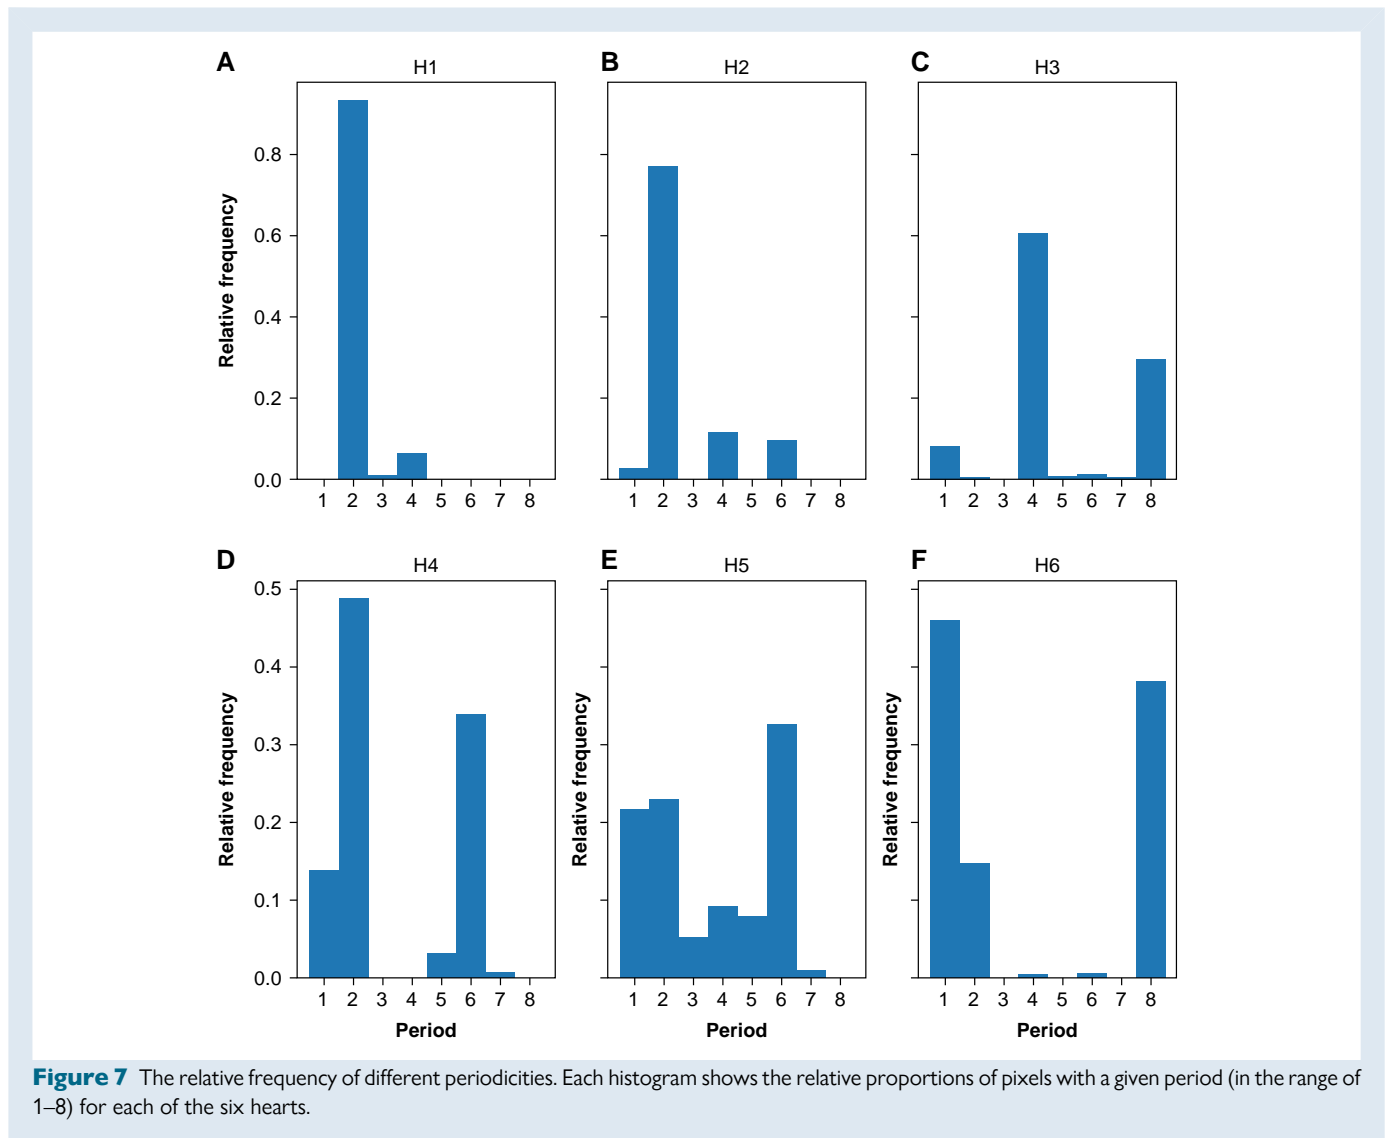 A
H1
B
H2
C
H3
Relative frequency
0.8
0.6
0.4
0.2
0.0
1 2 3 4 5 6 7 8
1 2 3 4 5 6 7 8
1 2 3 4 5 6 7 8
D
H4
E
H5
F
H6
Relative frequency
0.5
0.4
0.3
0.2
0.1
0.0
Relative frequency
Relative frequency
1 2 3 4 5 6 7 8
1 2 3 4 5 6 7 8
1 2 3 4 5 6 7 8
Period
Period
Period
Figure 7 The relative frequency of different periodicities. Each histogram shows the relative proportions of pixels with a given period (in the range of
1–8) for each of the six hearts.